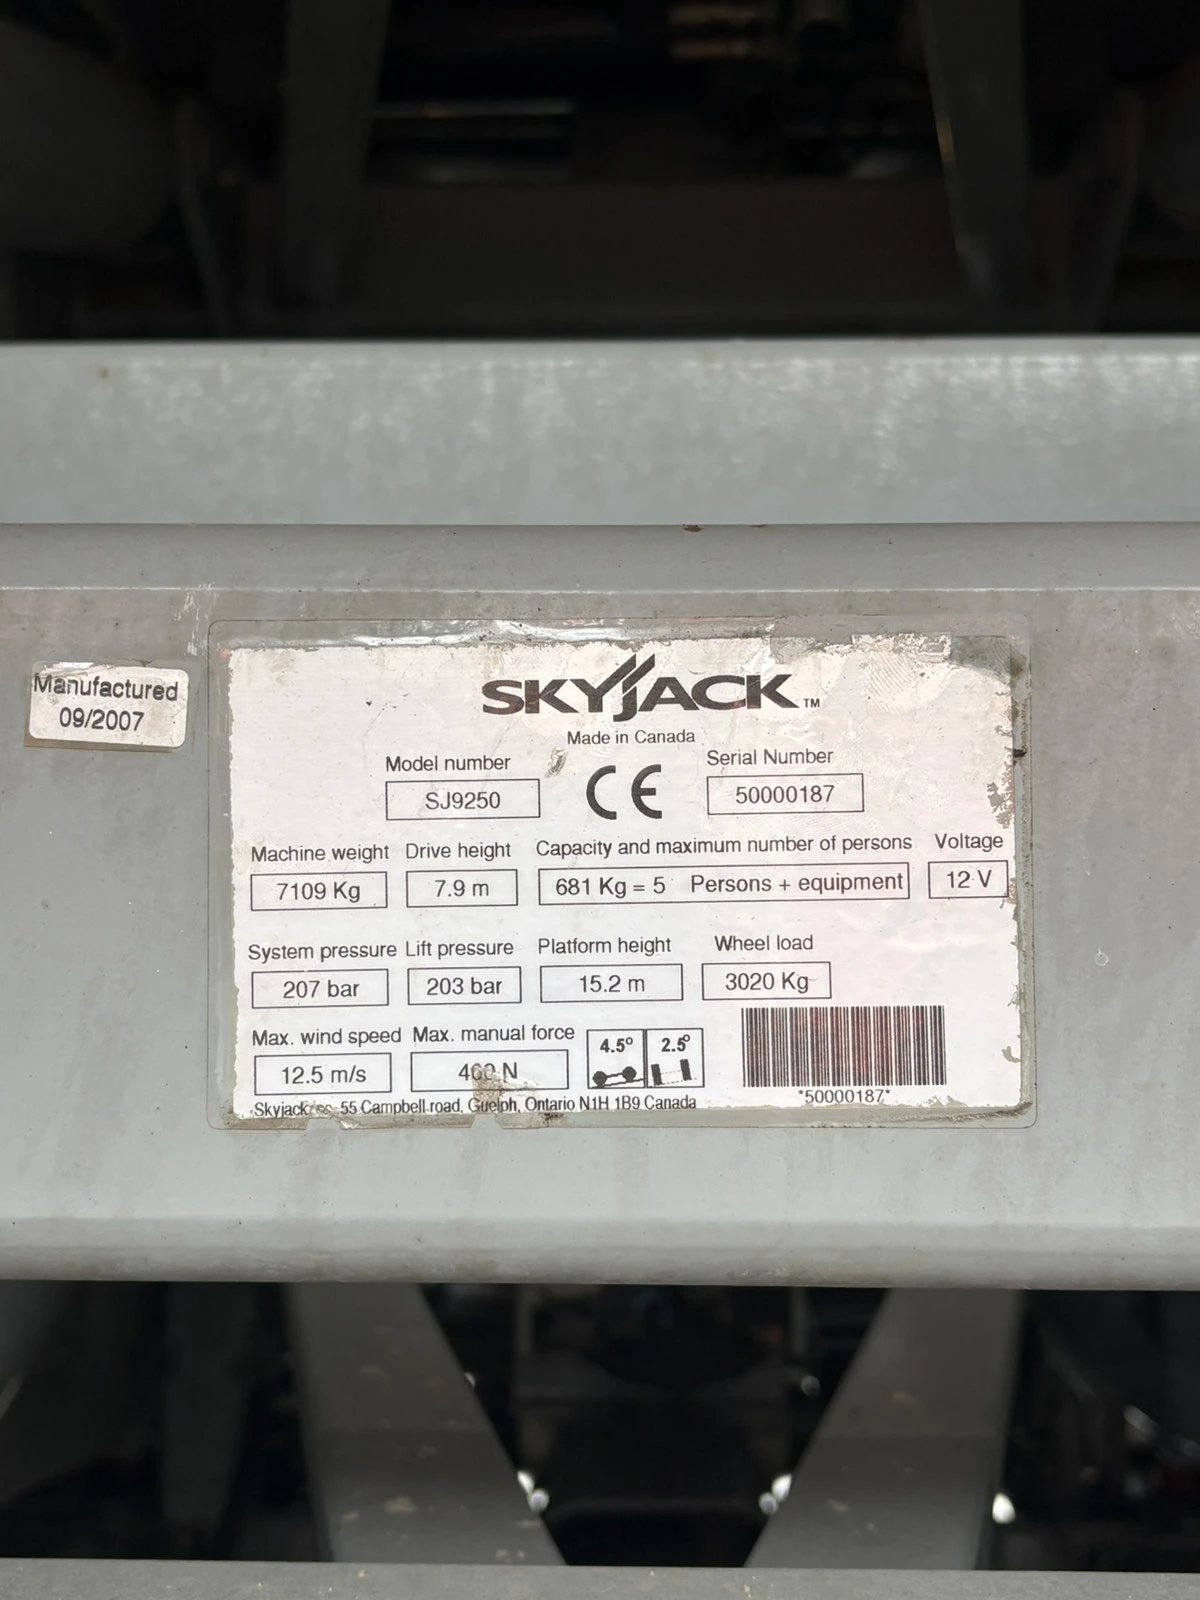 Manufactured
09/2007
SKYJACK™
Made in Canada
Model number
SJ9250
CE
Serial Number
50000187
Machine weight Drive height Capacity and maximum number of persons Voltage
7109 Kg 7.9 m 681 Kg = 5 Persons + equipment 12 V
System pressure Lift pressure Platform height Wheel load
207 bar 203 bar 15.2 m 3020 Kg
Max. wind speed Max. manual force 4.5° 2.5°
12.5 m/s N
*50000187*
Skyjack 55 Campbell road, Guelph, Ontario N1H 1B9 Canada